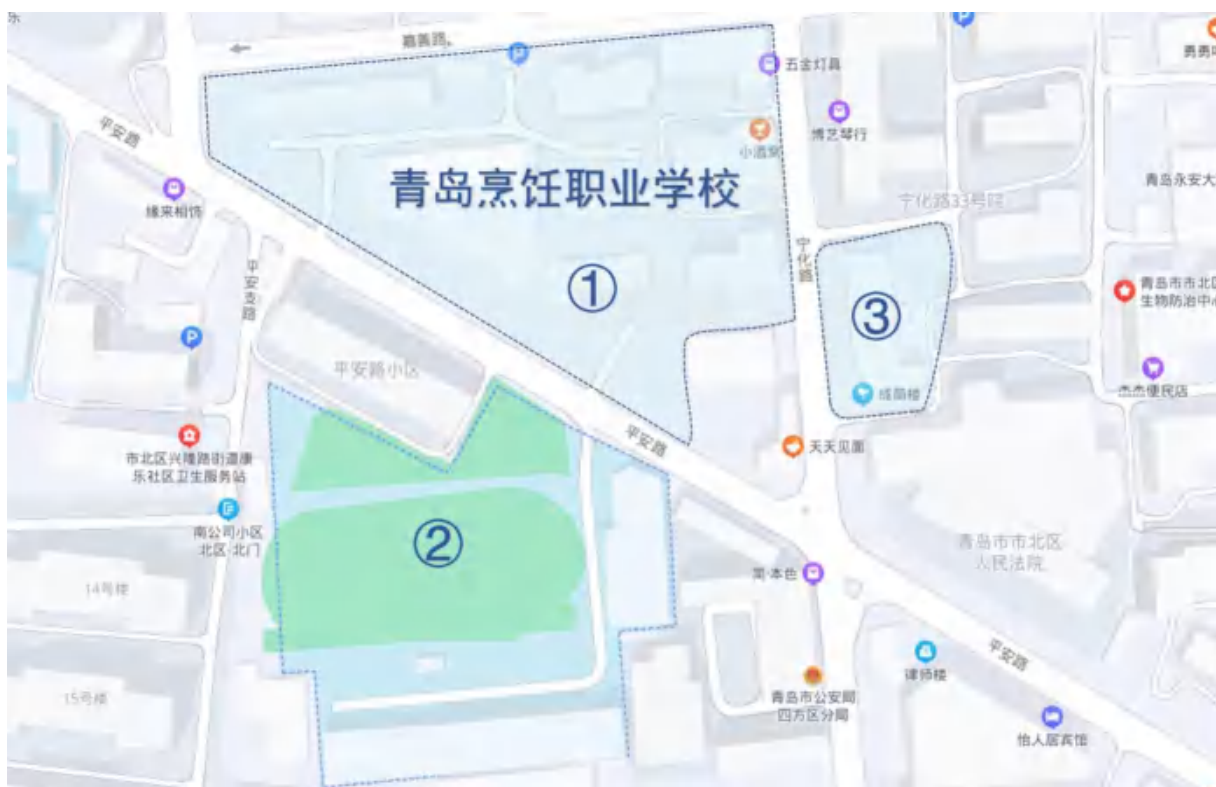 乐
嘉善路
P
P
五金灯具
勇勇
平安路
博艺琴行
小酒窝
青岛烹饪职业学校
青岛永安大
缘来相饰
宁化路33号院
宁化路
平安支路
①
③
青岛市市北区
生物防治中心
P
平安路小区
成蹊楼
杰杰便民店
平安路
天天见面
市北区兴隆路街道康
乐社区卫生服务站
南公司小区
北区-北门
②
青岛市市北区
人民法院
14号楼
平安路
律师楼
15号楼
青岛市公安局
四方区分局
怡人居宾馆